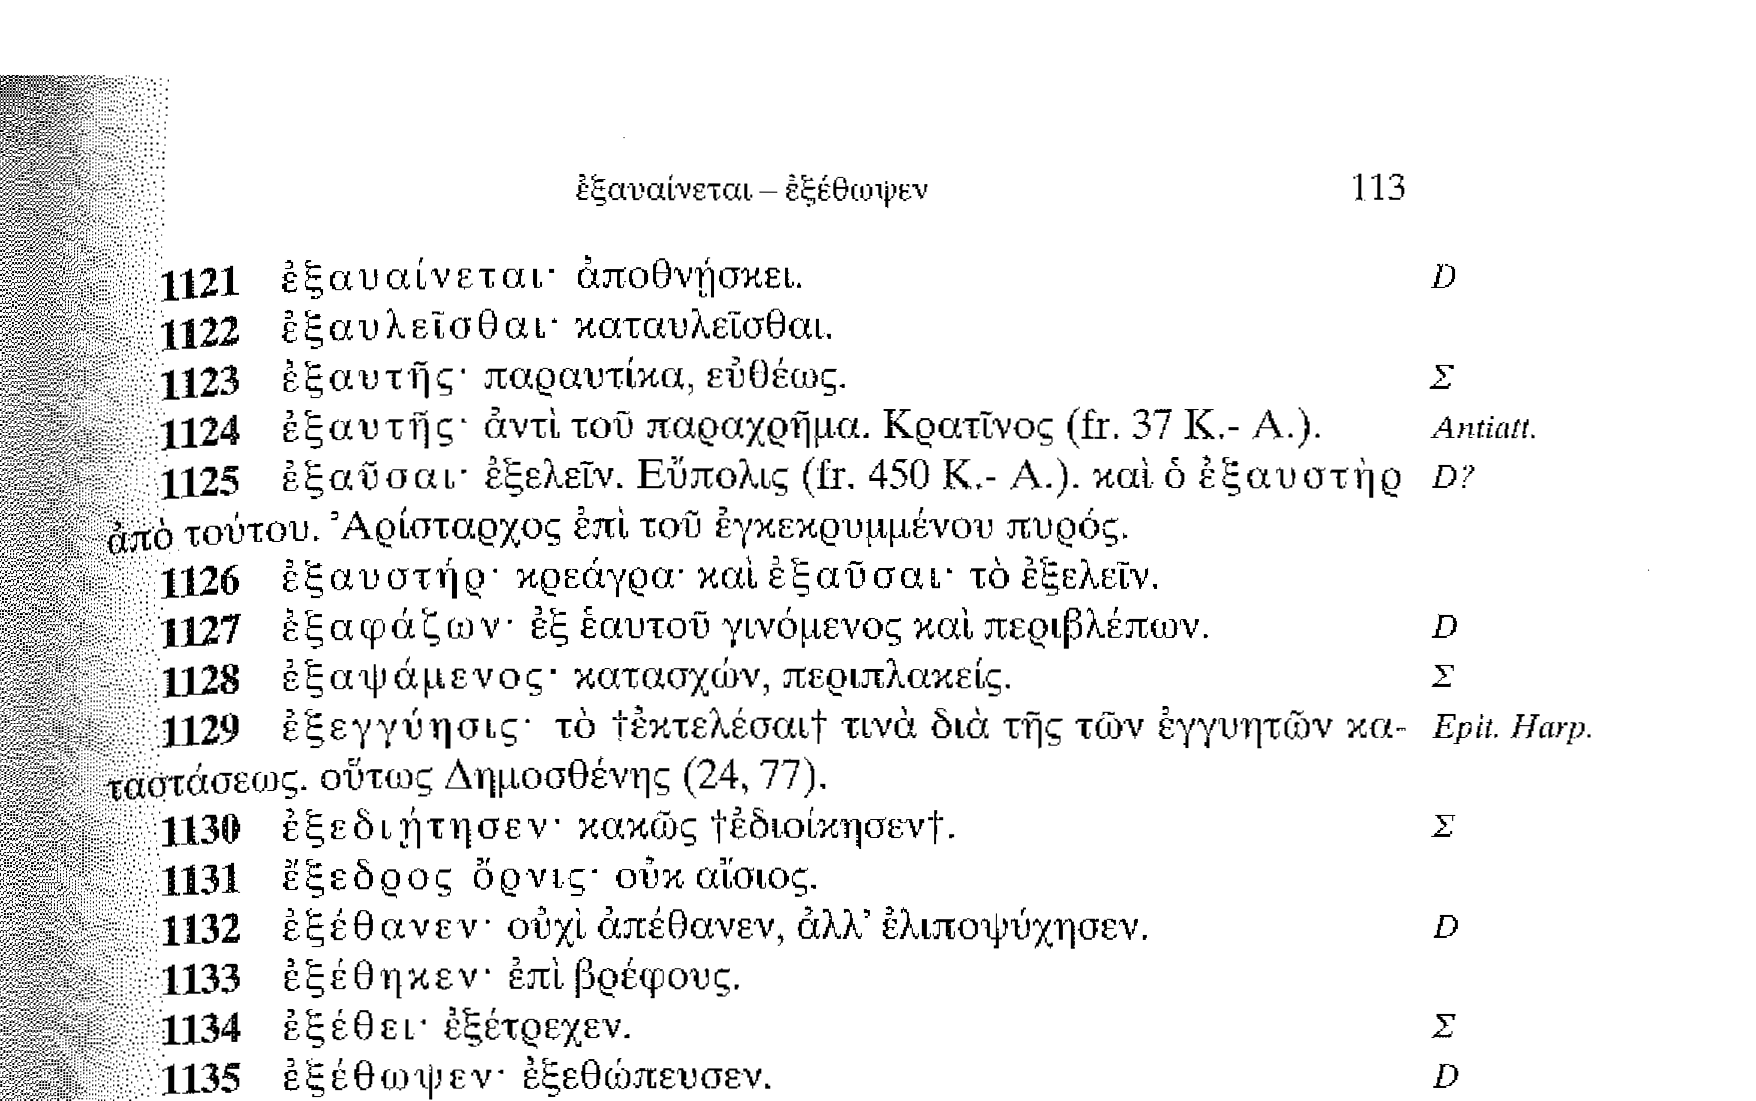 ἐξαυαίνεται – ἐξέθωψεν 113
1121 ἐξαυαίνεται· ἀποθνῄσκει. D
1122 ἐξαυλεῖσθαι· καταυλεῖσθαι.
1123 ἐξαυτῆς· παραυτίκα, εὐθέως. Σ
1124 ἐξαυτῆς· ἀντὶ τοῦ παραχρῆμα. Κρατῖνος (fr. 37 K.- A.). Antiatt.
1125 ἐξαῦσαι· ἐξελεῖν. Εὔπολις (fr. 450 K.- A.). καὶ ὁ ἐξαυστὴρ D?
ἀπὸ τούτου. Ἀρίσταρχος ἐπὶ τοῦ ἐγκεκρυμμένου πυρός.
1126 ἐξαυστήρ· κρεάγρα· καὶ ἐξαῦσαι· τὸ ἐξελεῖν.
1127 ἐξαφάζων· ἐξ ἑαυτοῦ γινόμενος καὶ περιβλέπων. D
1128 ἐξαψάμενος· κατασχών, περιπλακείς. Σ
1129 ἐξεγγύησις· τὸ †ἐκτελέσαι† τινὰ διὰ τῆς τῶν ἐγγυητῶν κα- Epit. Harp.
ταστάσεως. οὕτως Δημοσθένης (24, 77).
1130 ἐξεδιῄτησεν· κακῶς †ἐδιοίκησεν†. Σ
1131 ἔξεδρος ὄρνις· οὐκ αἴσιος.
1132 ἐξέθανεν· οὐχὶ ἀπέθανεν, ἀλλ’ ἐλιποψύχησεν. D
1133 ἐξέθηκεν· ἐπὶ βρέφους.
1134 ἐξέθει· ἐξέτρεχεν. Σ
1135 ἐξέθωψεν· ἐξεθώπευσεν. D